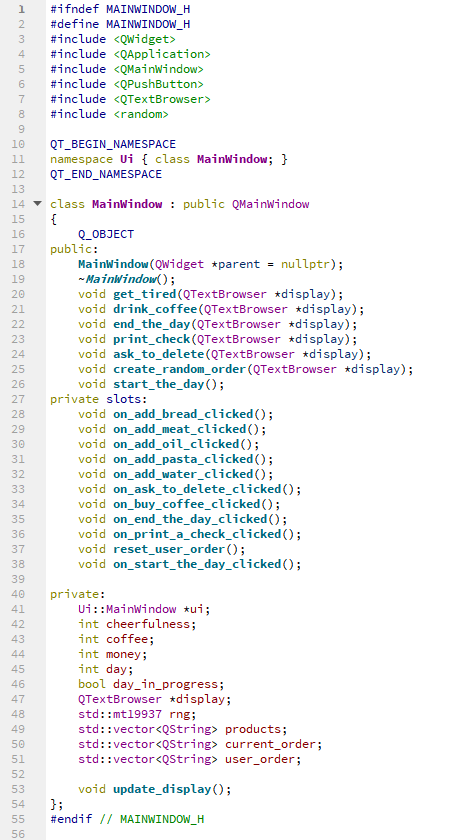 1 #ifndef MAINWINDOW_H
2 #define MAINWINDOW_H
3 #include <QWidget>
4 #include <QApplication>
5 #include <QMainWindow>
6 #include <QPushButton>
7 #include <QTextBrowser>
8 #include <random>
9
10 QT_BEGIN_NAMESPACE
11 namespace Ui { class MainWindow; }
12 QT_END_NAMESPACE
13
14 class MainWindow : public QMainWindow
15 {
16     Q_OBJECT
17 public:
18     MainWindow(QWidget *parent = nullptr);
19     ~MainWindow();
20     void get_tired(QTextBrowser *display);
21     void drink_coffee(QTextBrowser *display);
22     void end_the_day(QTextBrowser *display);
23     void print_check(QTextBrowser *display);
24     void ask_to_delete(QTextBrowser *display);
25     void create_random_order(QTextBrowser *display);
26     void start_the_day();
27 private slots:
28     void on_add_bread_clicked();
29     void on_add_meat_clicked();
30     void on_add_oil_clicked();
31     void on_add_pasta_clicked();
32     void on_add_water_clicked();
33     void on_ask_to_delete_clicked();
34     void on_buy_coffee_clicked();
35     void on_end_the_day_clicked();
36     void on_print_a_check_clicked();
37     void reset_user_order();
38     void on_start_the_day_clicked();
39
40 private:
41     Ui::MainWindow *ui;
42     int cheerfulness;
43     int coffee;
44     int money;
45     int day;
46     bool day_in_progress;
47     QTextBrowser *display;
48     std::mt19937 rng;
49     std::vector<QString> products;
50     std::vector<QString> current_order;
51     std::vector<QString> user_order;
52
53     void update_display();
54 };
55 #endif // MAINWINDOW_H
56